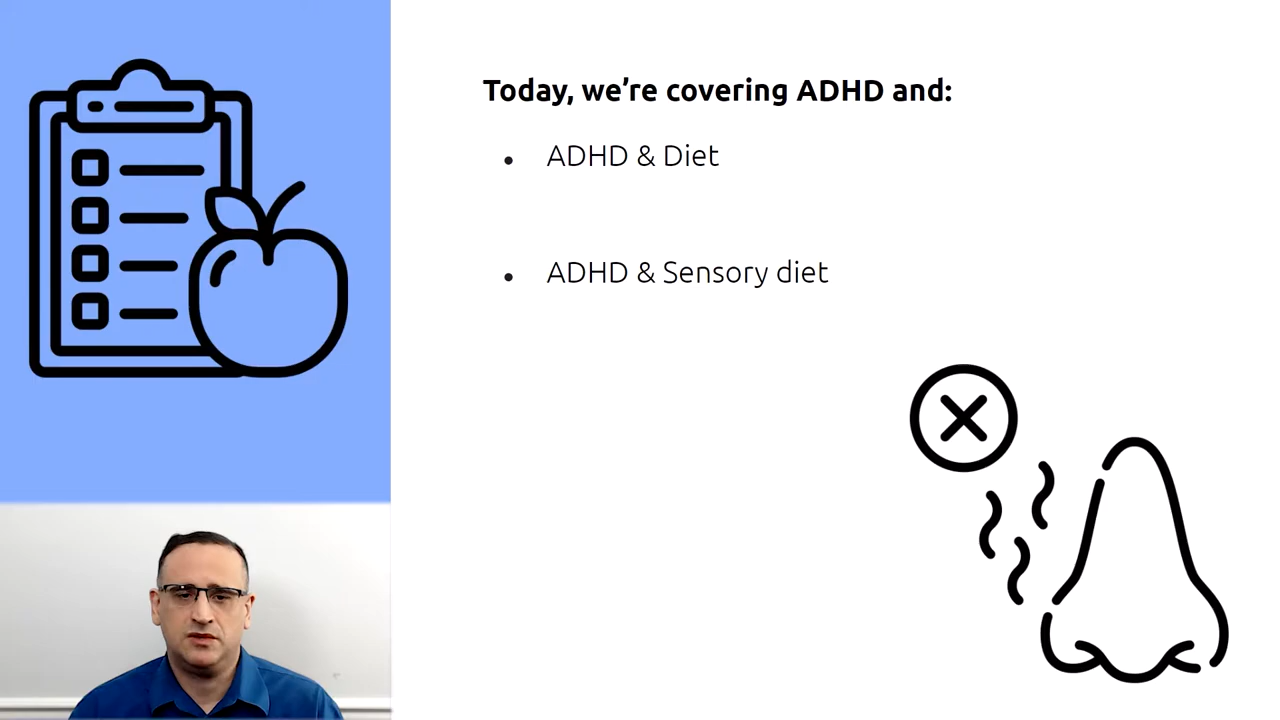 Today, we’re covering ADHD and:
● ADHD & Diet
● ADHD & Sensory diet